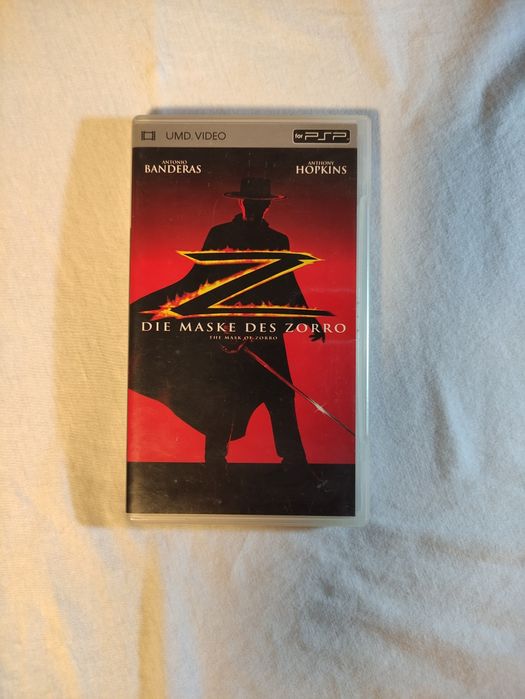 UMD VIDEO
for PSP
ANTONIO
BANDERAS
ANTHONY
HOPKINS
Z
DIE MASKE DES ZORRO
THE MASK OF ZORRO